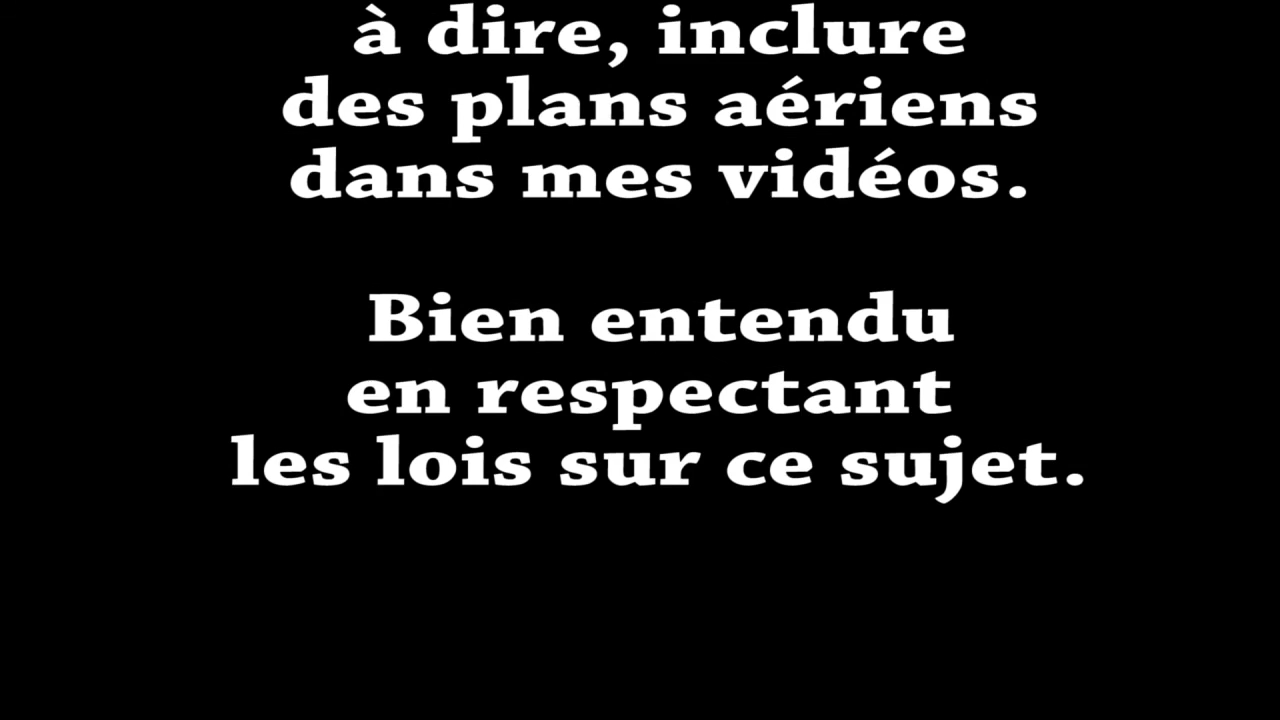 à dire, inclure
des plans aériens
dans mes vidéos.
Bien entendu
en respectant
les lois sur ce sujet.